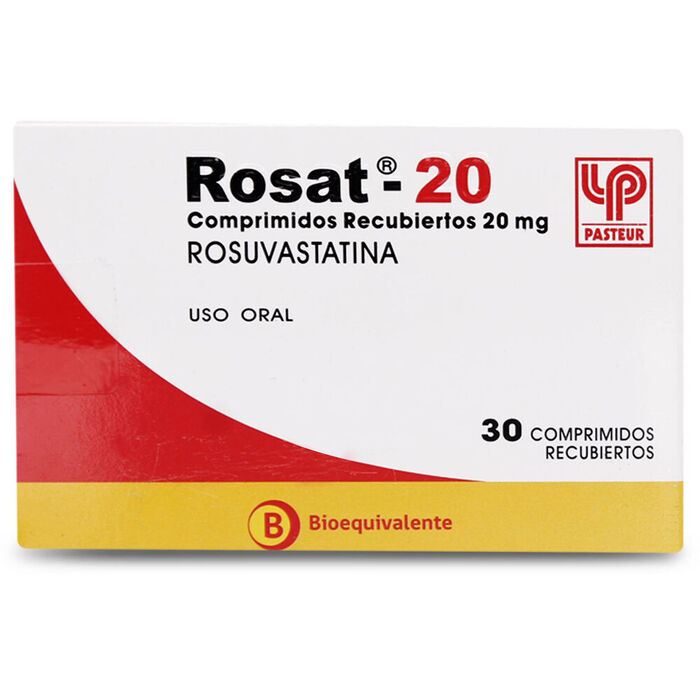 Rosat®-20
Comprimidos Recubiertos 20 mg
ROSUVASTATINA
USO ORAL
LP
PASTEUR
30 COMPRIMIDOS
RECUBIERTOS
B Bioequivalente